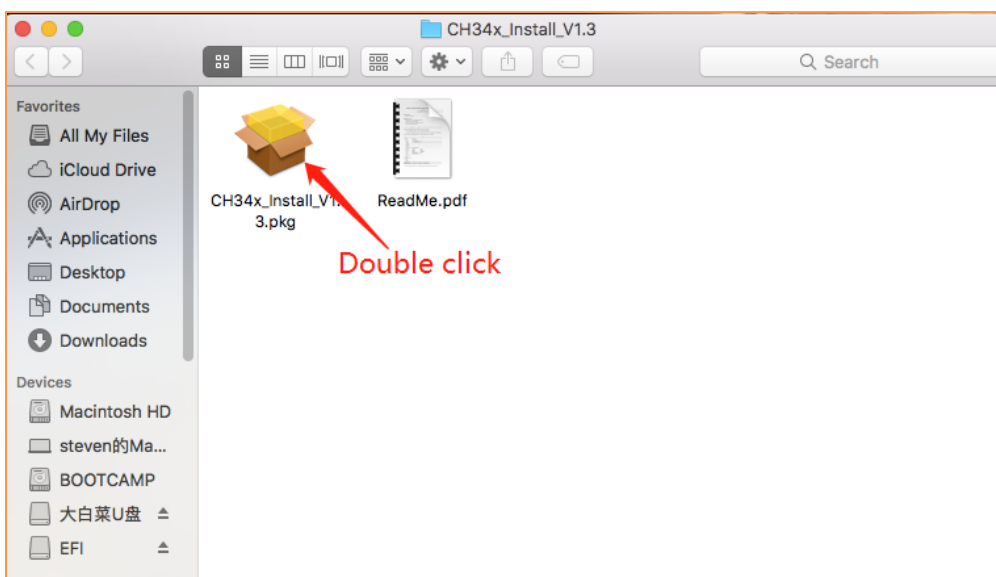 CH34x_Install_V1.3
Search
Favorites
All My Files
iCloud Drive
AirDrop
Applications
Desktop
Documents
Downloads
Devices
Macintosh HD
steven的Ma...
BOOTCAMP
大白菜U盘
EFI
CH34x_Install_V1.
3.pkg
ReadMe.pdf
Double click